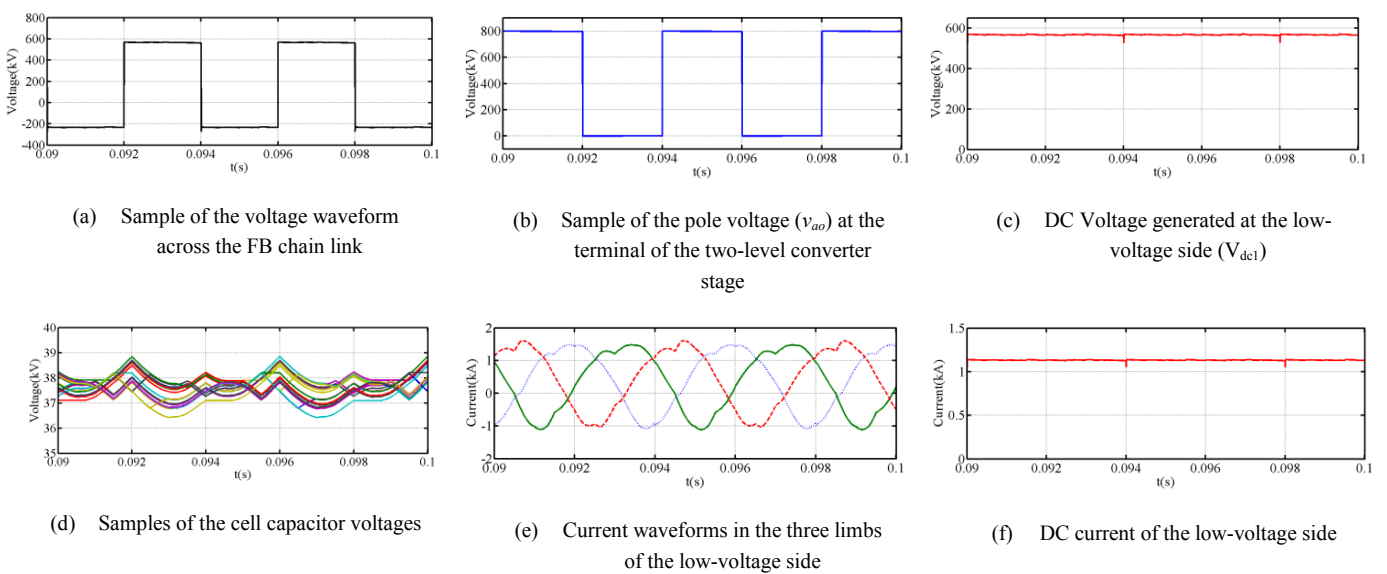 800
600
400
200
0
-200
-400
Voltage(kV)
0.09
0.092
0.094
0.096
0.098
0.1
t(s)
(a) Sample of the voltage waveform
across the FB chain link
800
600
400
200
0
Voltage(kV)
0.09
0.092
0.094
0.096
0.098
0.1
t(s)
(b) Sample of the pole voltage (vao) at the
terminal of the two-level converter
stage
600
400
200
0
Voltage(kV)
0.09
0.092
0.094
0.096
0.098
0.1
t(s)
(c) DC Voltage generated at the low-
voltage side (Vdc1)
40
39
38
37
36
35
Voltage(kV)
0.09
0.092
0.094
0.096
0.098
0.1
t(s)
(d) Samples of the cell capacitor voltages
2
1
0
-1
-2
Current(kA)
0.09
0.092
0.094
0.096
0.098
0.1
t(s)
(e) Current waveforms in the three limbs
of the low-voltage side
1.5
1
0.5
0
Current(kA)
0.09
0.092
0.094
0.096
0.098
0.1
t(s)
(f) DC current of the low-voltage side